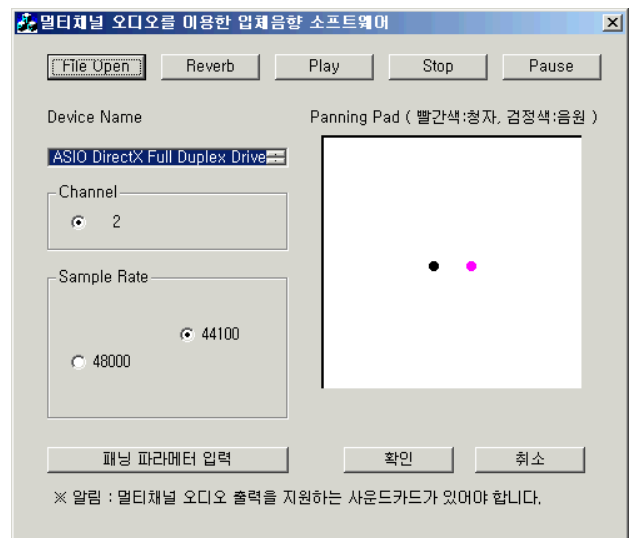 멀티채널 오디오를 이용한 입체음향 소프트웨어
File Open Reverb Play Stop Pause
Device Name
Panning Pad ( 빨간색:청자, 검정색:음원 )
ASIO DirectX Full Duplex Drive
Channel
2
Sample Rate
44100
48000
패닝 파라메터 입력 확인 취소
※ 알림 : 멀티채널 오디오 출력을 지원하는 사운드카드가 있어야 합니다.